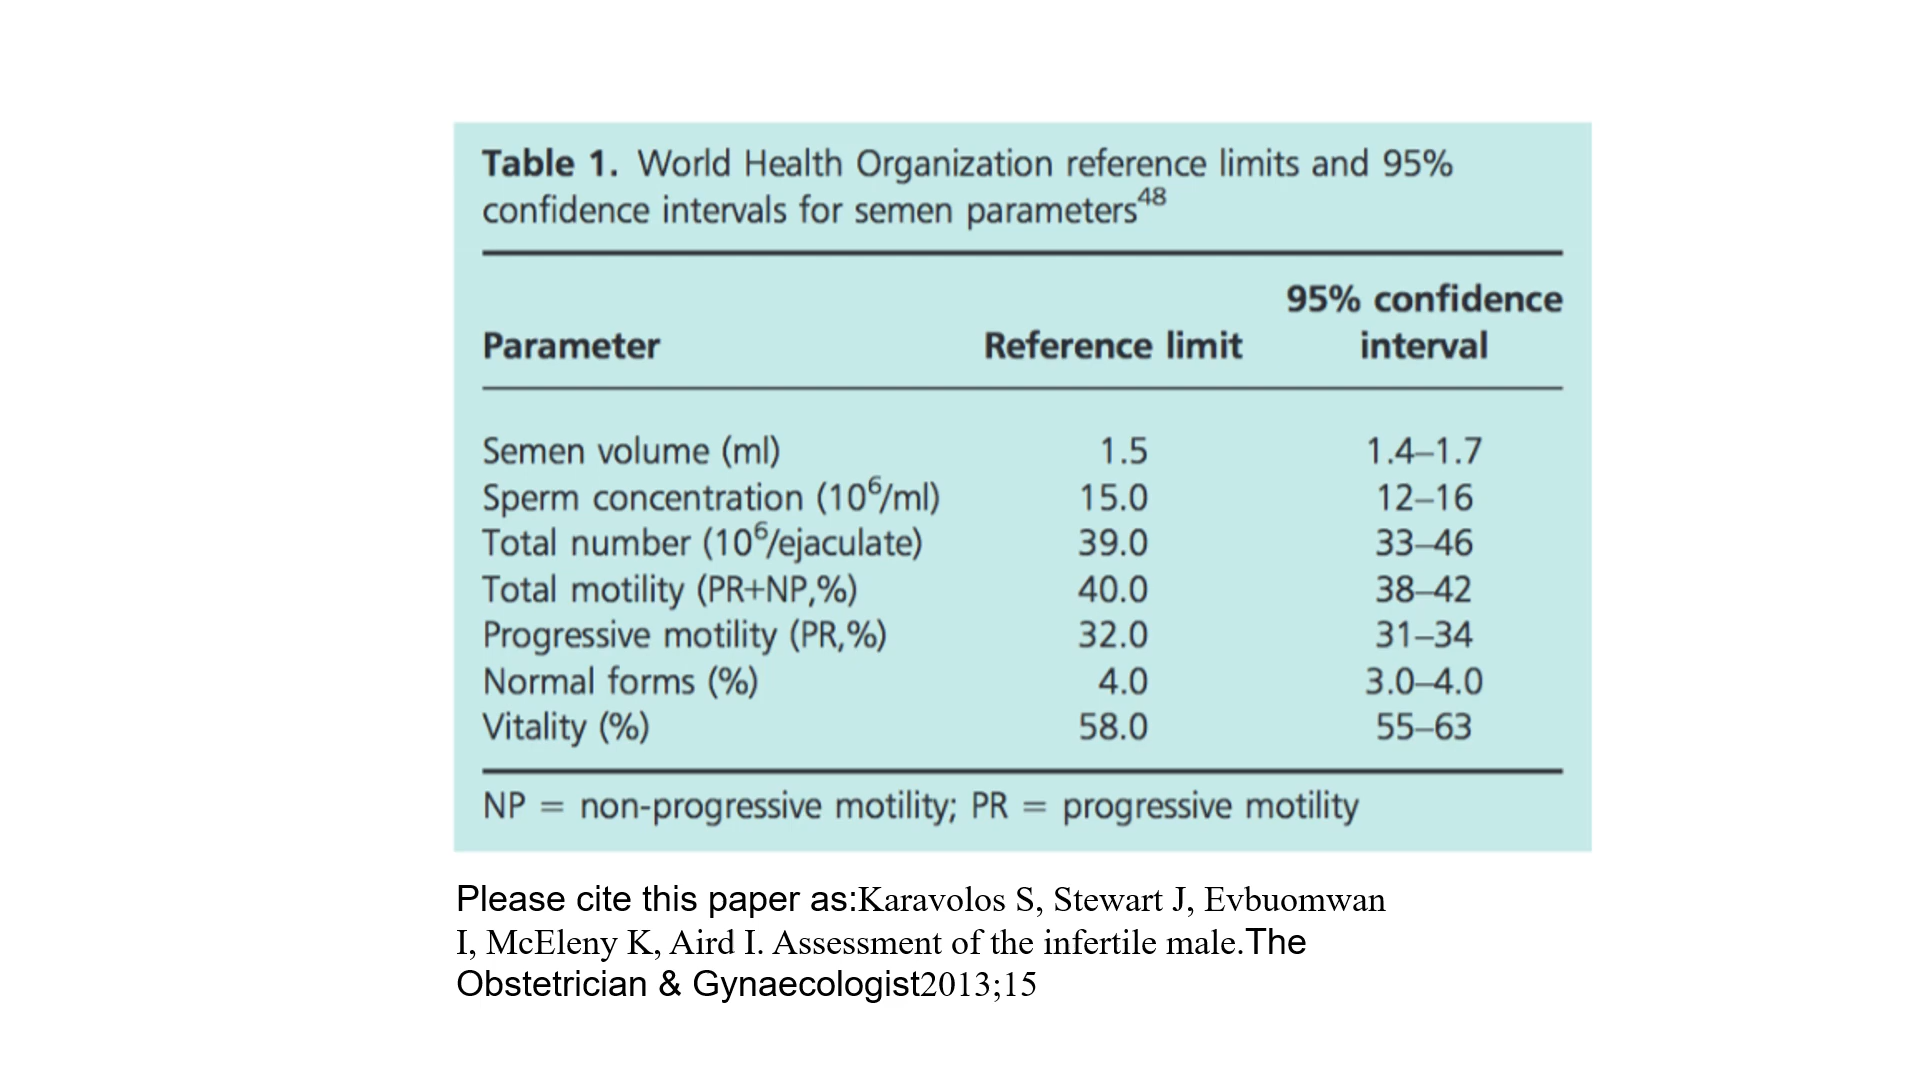 Table 1. World Health Organization reference limits and 95%
confidence intervals for semen parameters48
95% confidence
Parameter Reference limit interval
Semen volume (ml) 1.5 1.4–1.7
Sperm concentration (10⁶/ml) 15.0 12–16
Total number (10⁶/ejaculate) 39.0 33–46
Total motility (PR+NP,%) 40.0 38–42
Progressive motility (PR,%) 32.0 31–34
Normal forms (%) 4.0 3.0–4.0
Vitality (%) 58.0 55–63
NP = non-progressive motility; PR = progressive motility
Please cite this paper as:Karavolos S, Stewart J, Evbuomwan
I, McEleny K, Aird I. Assessment of the infertile male.The
Obstetrician & Gynaecologist2013;15